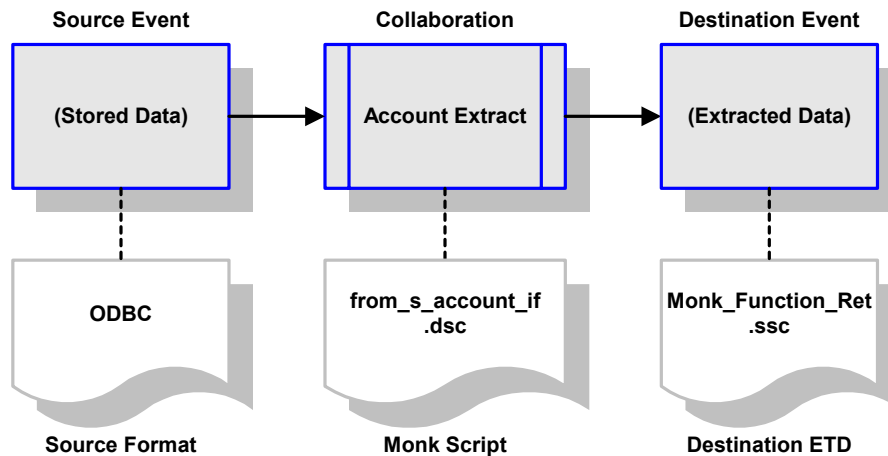 Source Event
Collaboration
Destination Event
(Stored Data)
Account Extract
(Extracted Data)
ODBC
from_s_account_if
.dsc
Monk_Function_Ret
.ssc
Source Format
Monk Script
Destination ETD